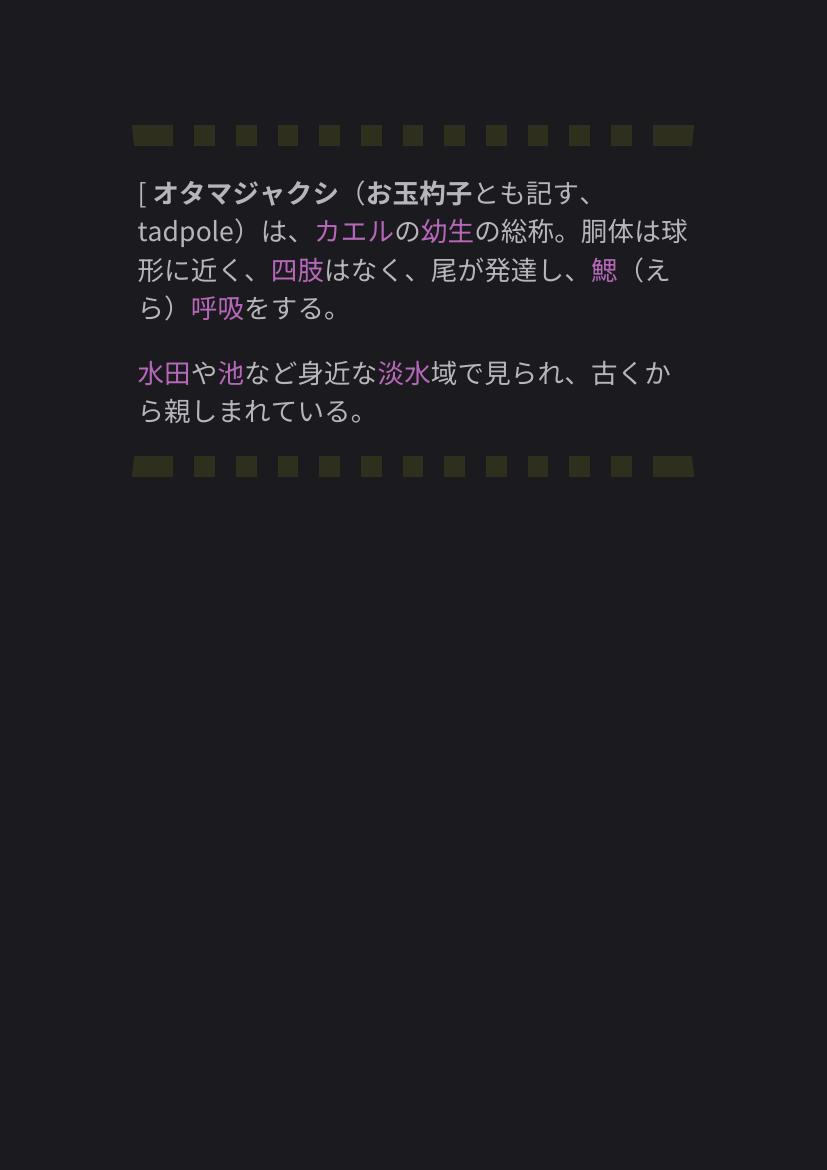 [ オタマジャクシ（お玉杓子とも記す、
tadpole）は、カエルの幼生の総称。胴体は球
形に近く、四肢はなく、尾が発達し、鰓（え
ら）呼吸をする。
水田や池など身近な淡水域で見られ、古くか
ら親しまれている。